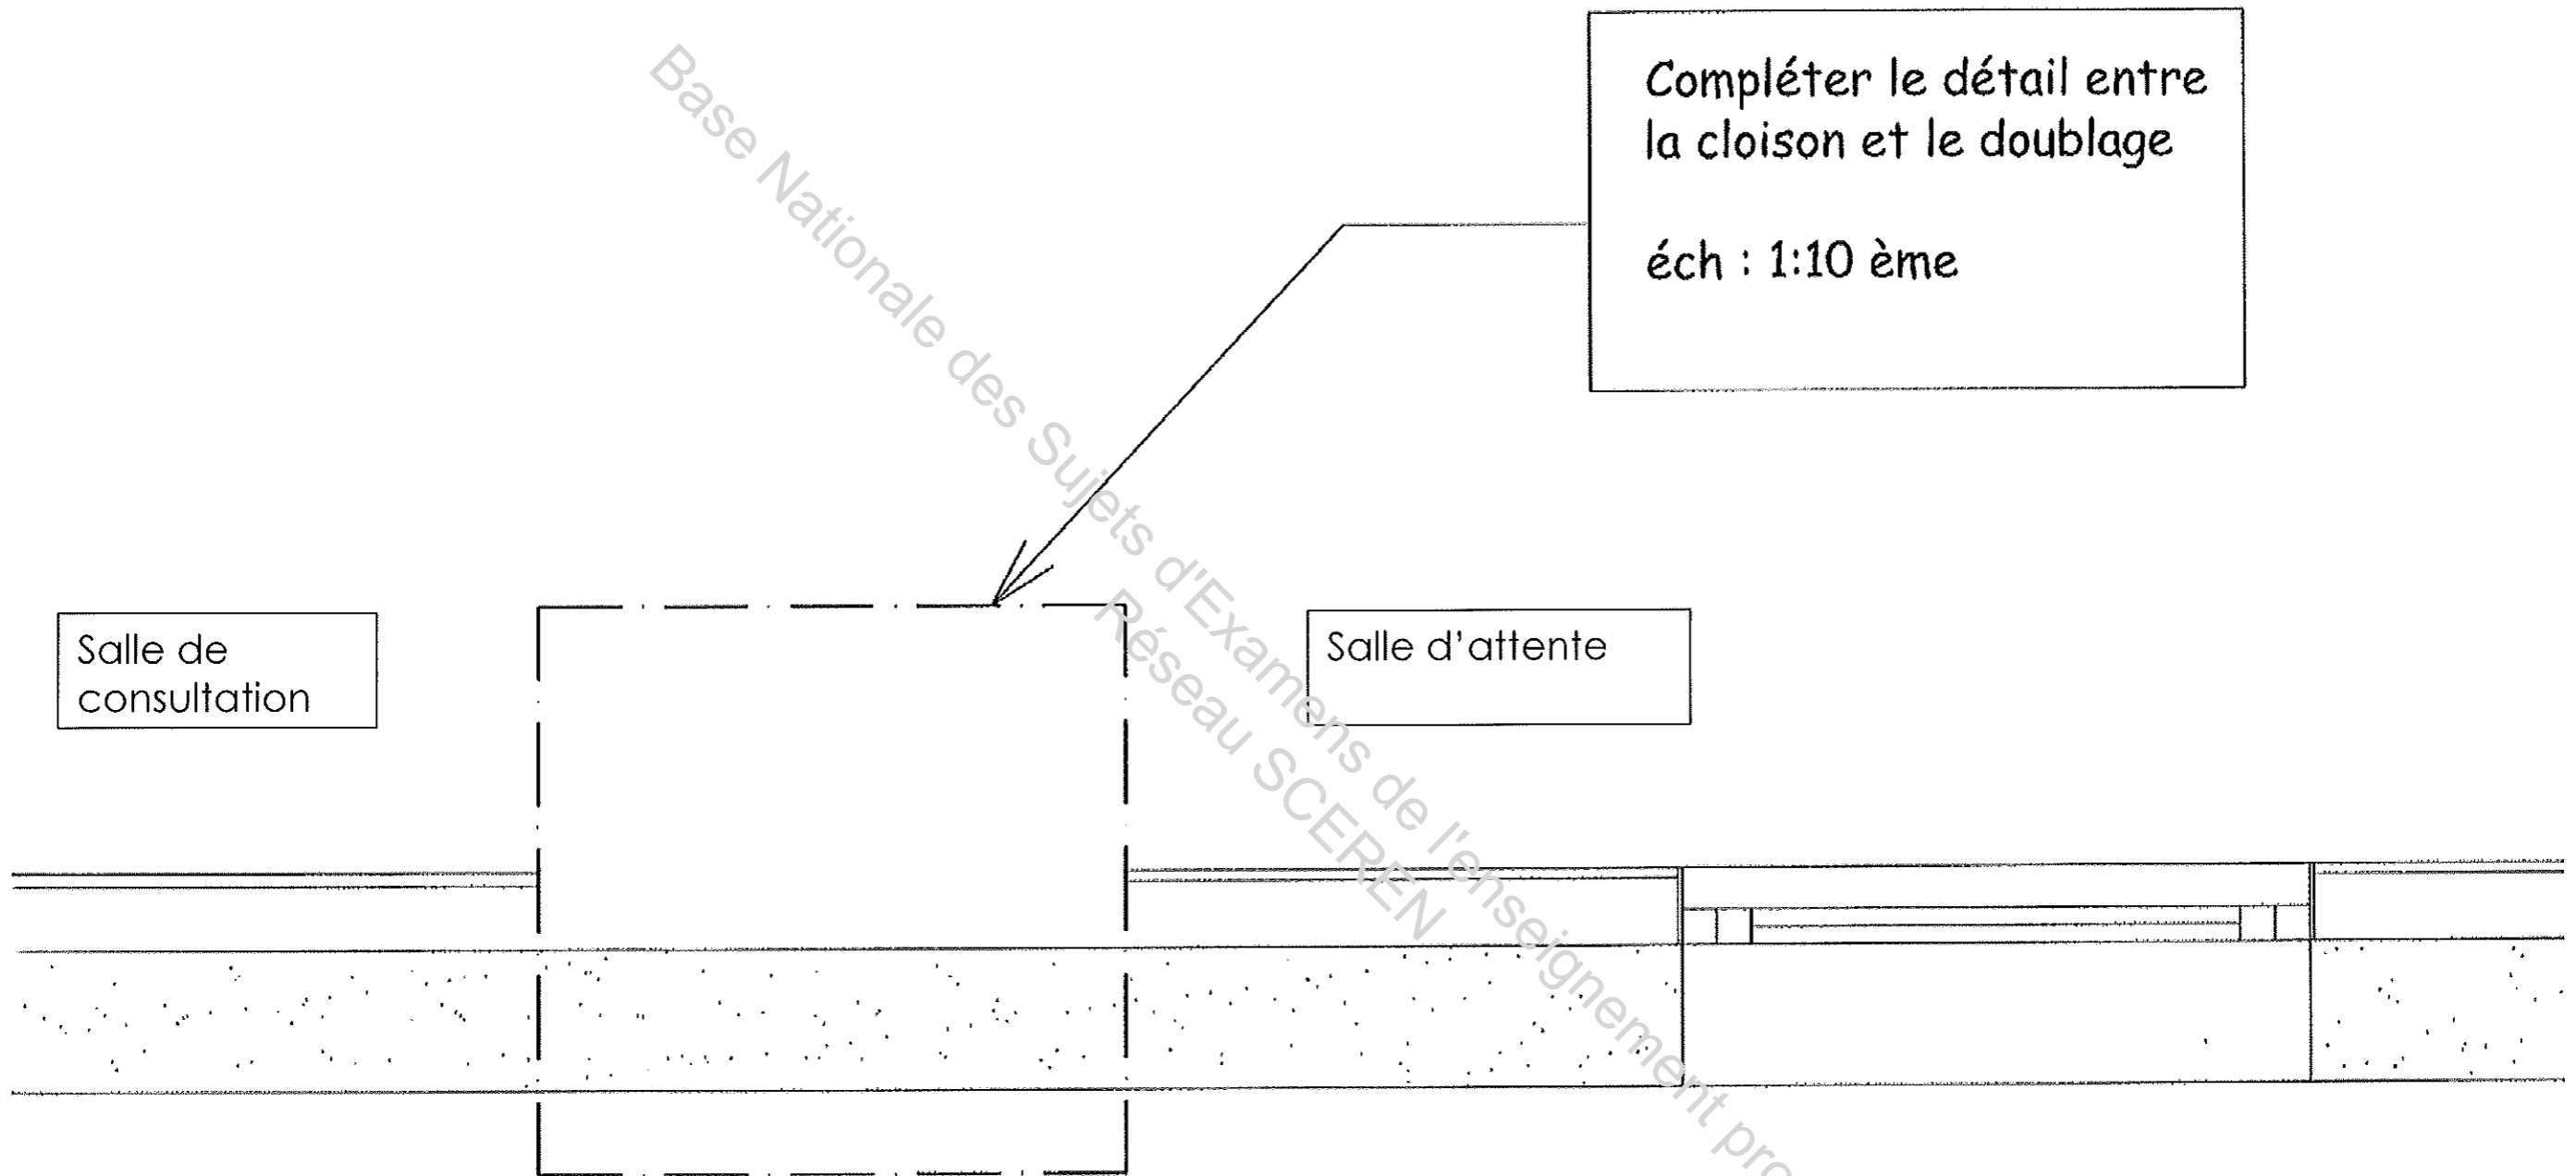 Compléter le détail entre
la cloison et le doublage
éch : 1:10 ème
Base Nationale des Sujets d'Examens de l'enseignement pro
Réseau SCEREN
Salle de
consultation
Salle d'attente